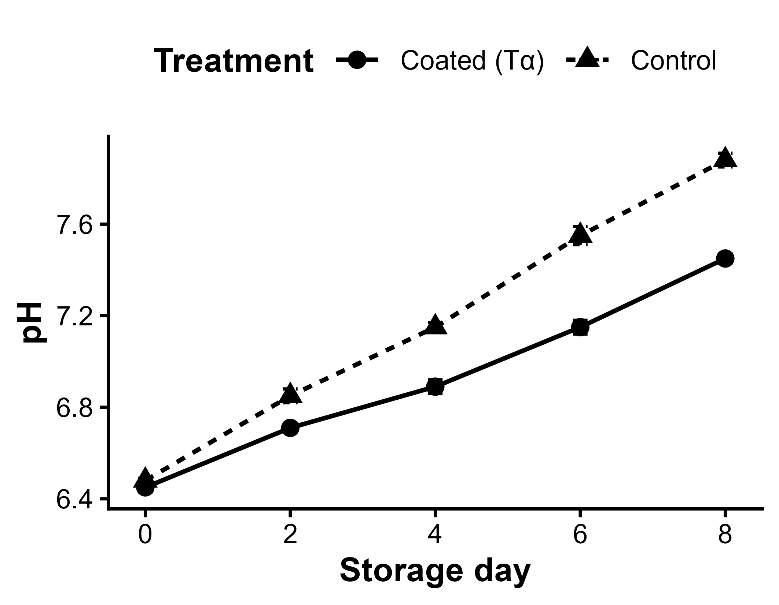 Treatment Coated (Tα) Control
7.6
7.2
6.8
6.4
pH
0 2 4 6 8
Storage day